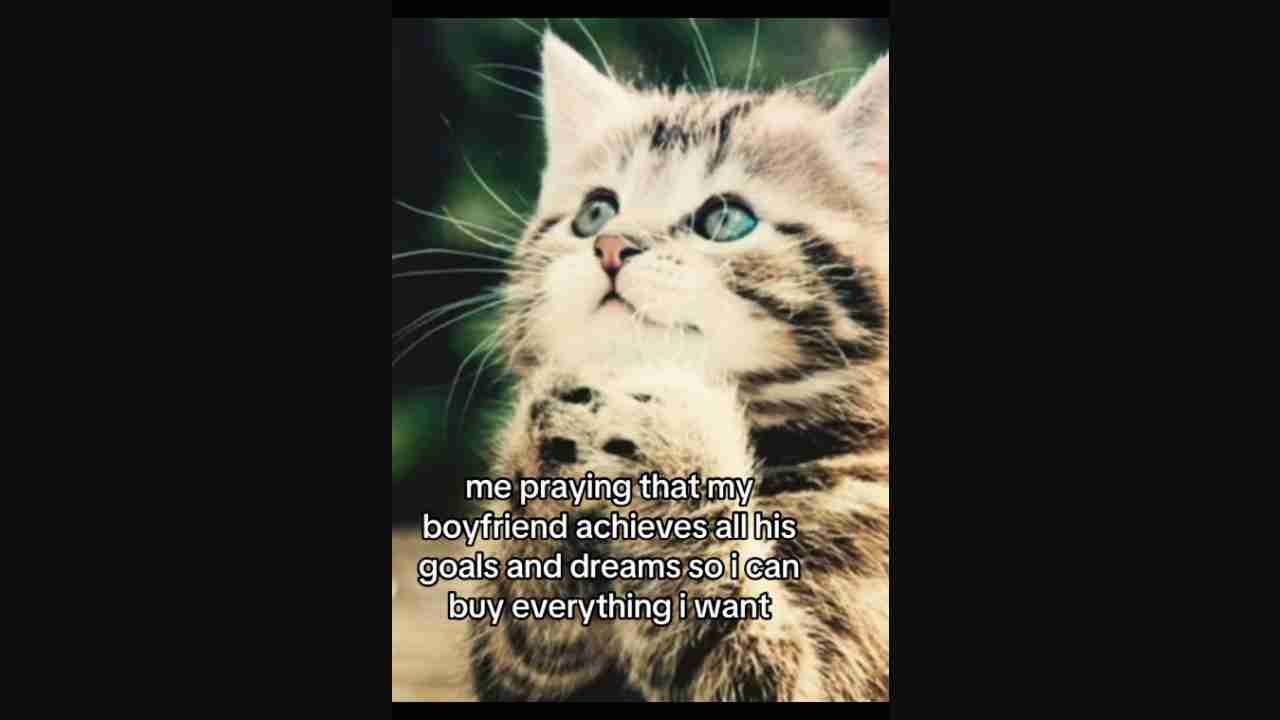 me praying that my
boyfriend achieves all his
goals and dreams so i can
buy everything i want